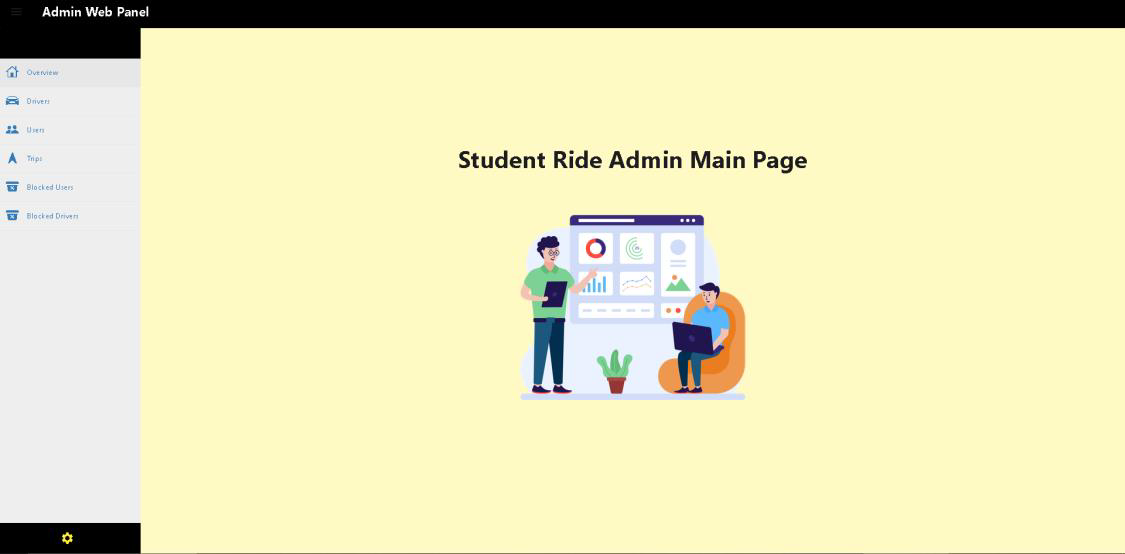 Admin Web Panel
Overview
Drivers
Users
Trips
Blocked Users
Blocked Drivers
Student Ride Admin Main Page